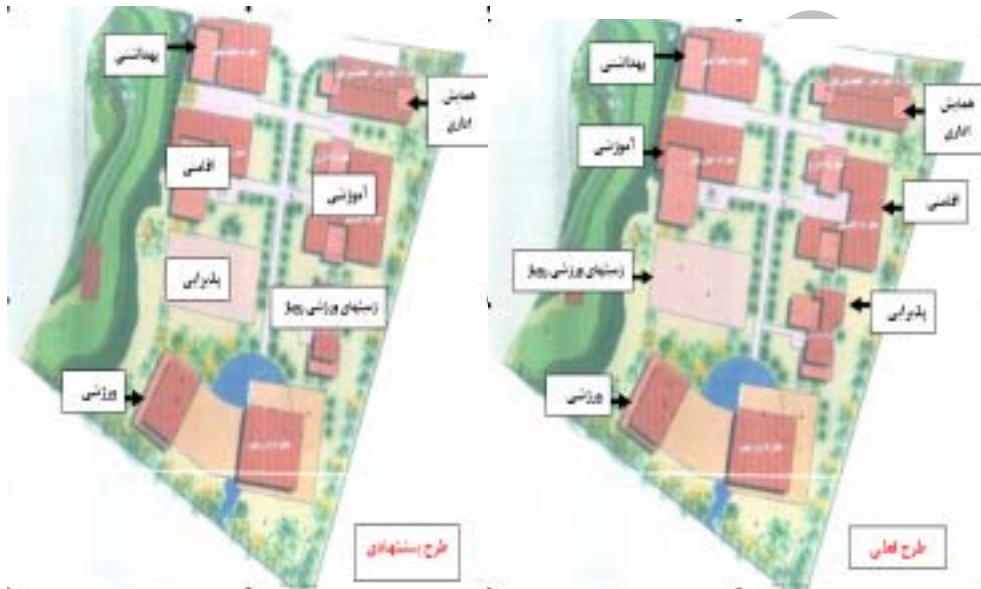 بهداشتی
همایش
اداری
اقامتی
آموزشی
پذیرایی
زمینهای ورزشی روباز
ورزشی
طرح پیشنهادی
بهداشتی
همایش
اداری
آموزشی
اقامتی
زمینهای ورزشی روباز
پذیرایی
ورزشی
طرح فعلی